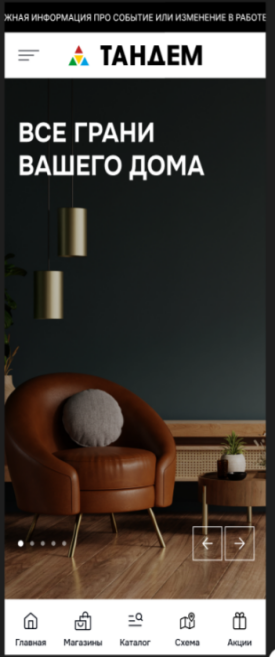 ЖНАЯ ИНФОРМАЦИЯ ПРО СОБЫТИЕ ИЛИ ИЗМЕНЕНИЕ В РАБОТЕ
ТАНДЕМ
ВСЕ ГРАНИ
ВАШЕГО ДОМА
Главная Магазины Каталог Схема Акции